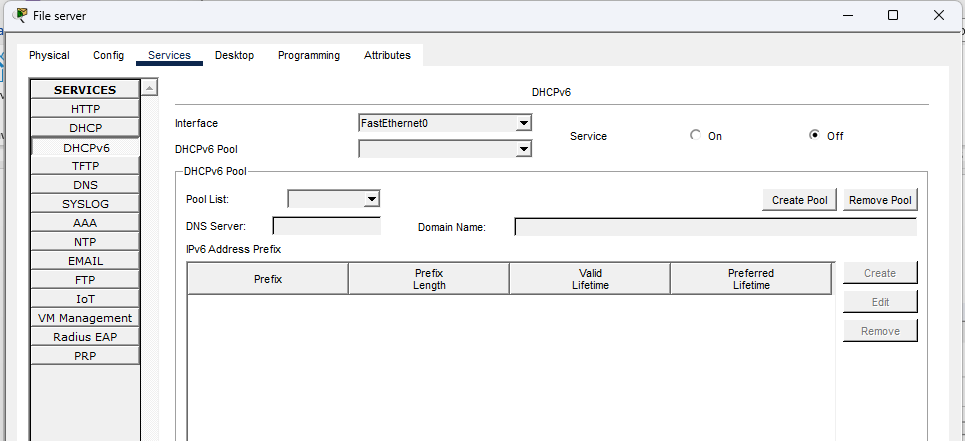 File server
Physical Config Services Desktop Programming Attributes
SERVICES
HTTP
DHCP
DHCPv6
TFTP
DNS
SYSLOG
AAA
NTP
EMAIL
FTP
IoT
VM Management
Radius EAP
PRP
DHCPv6
Interface FastEthernet0
Service On Off
DHCPv6 Pool
DHCPv6 Pool
Pool List: Create Pool Remove Pool
DNS Server: Domain Name:
IPv6 Address Prefix
Prefix
Prefix Length
Valid Lifetime
Preferred Lifetime
Create
Edit
Remove